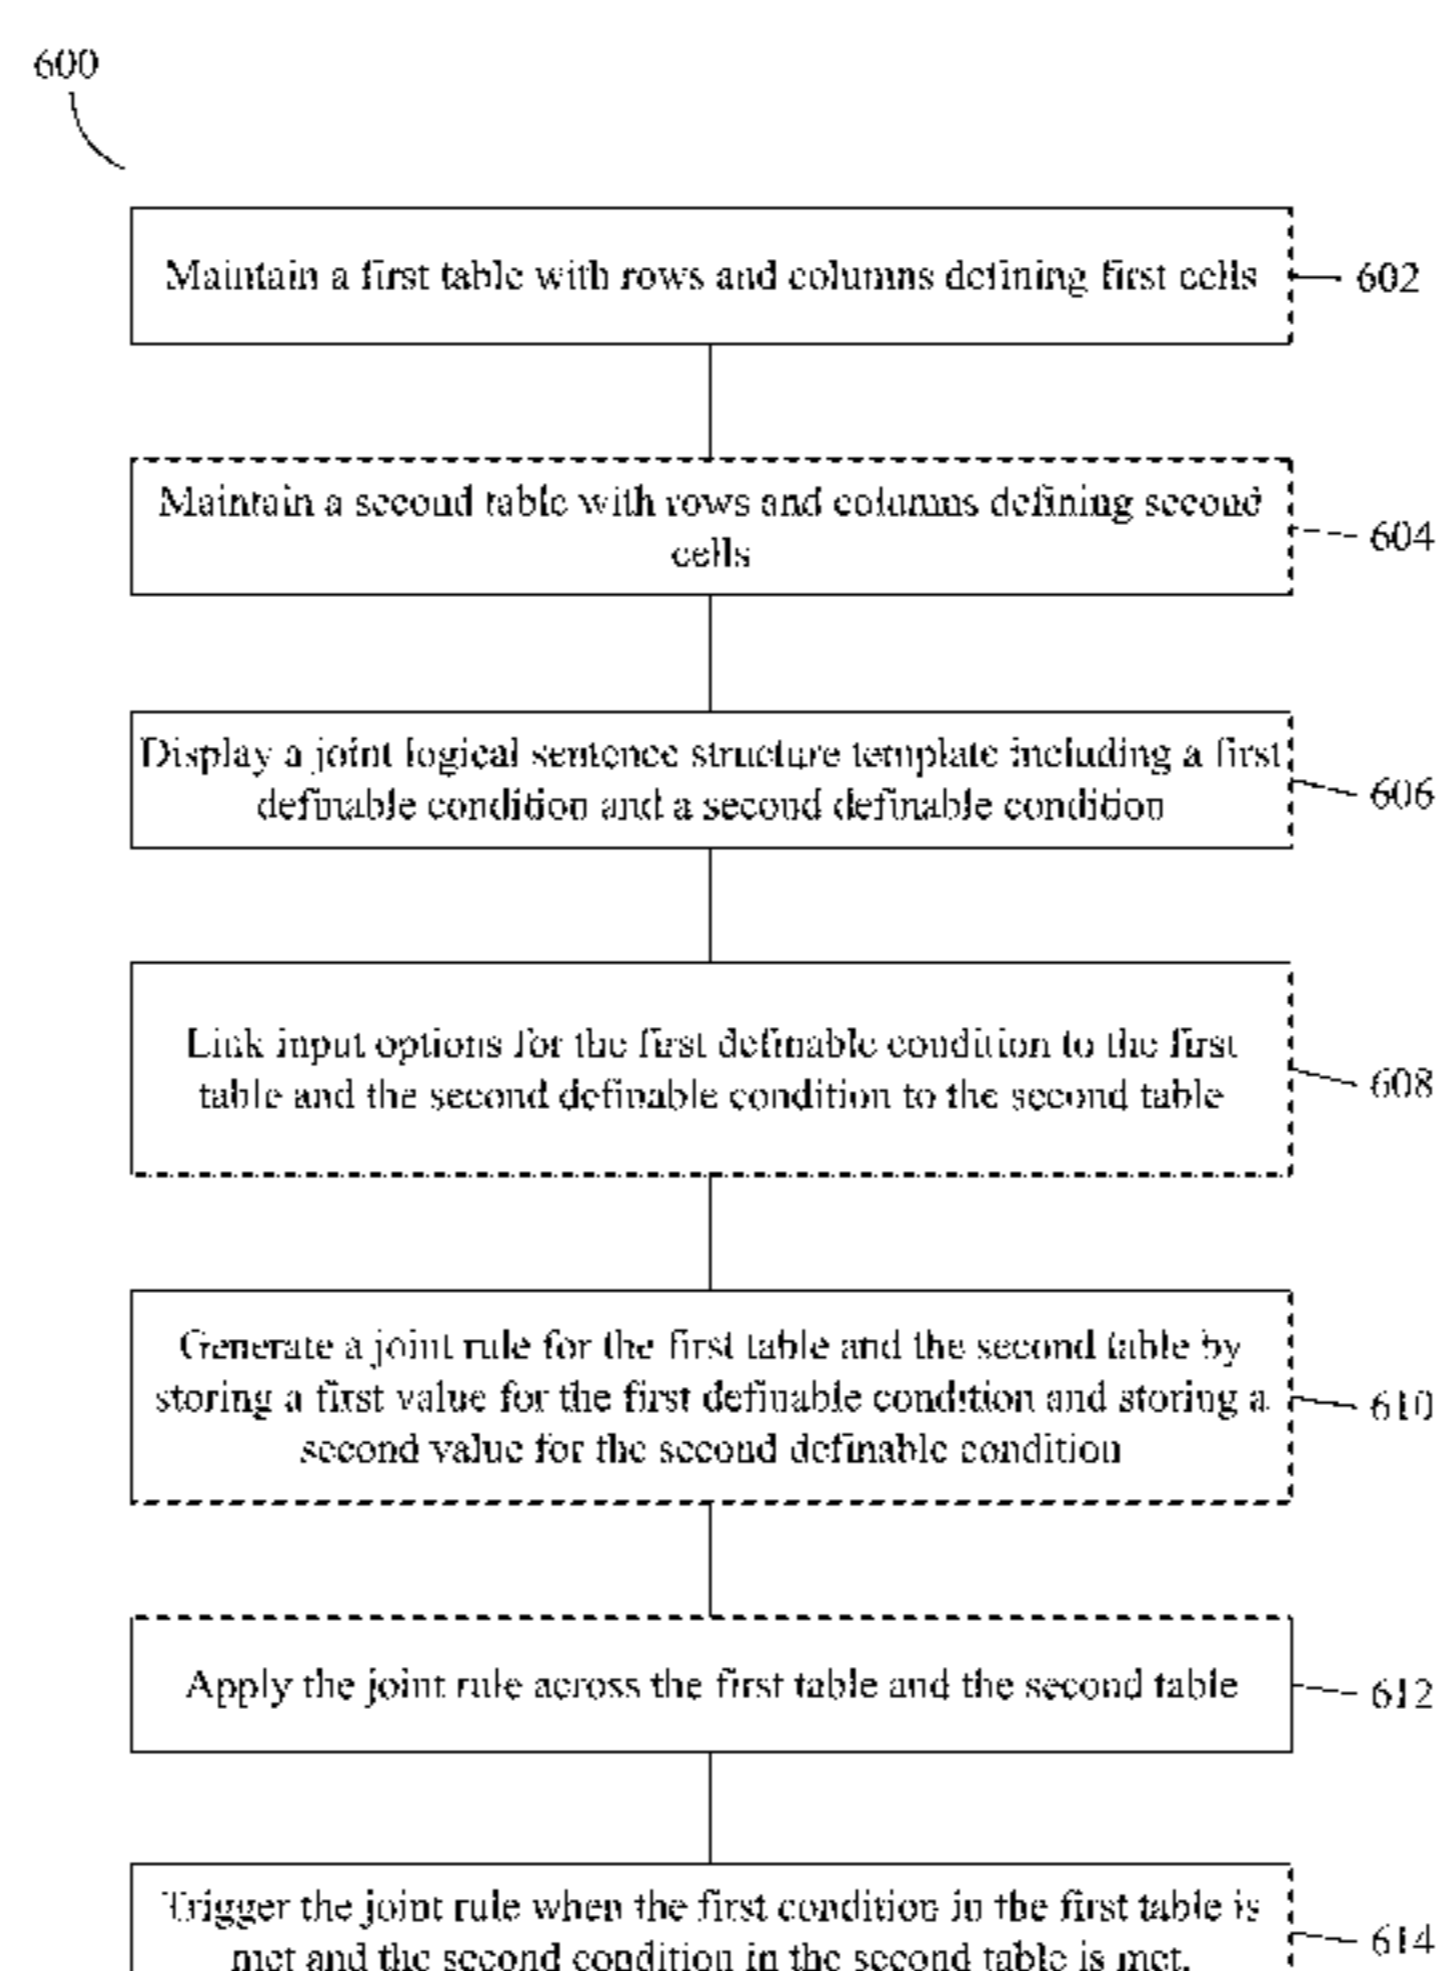 600
Maintain a first table with rows and columns defining first cells
602
Maintain a second table with rows and columns defining second
cells
604
Display a joint logical sentence structure template including a first
definable condition and a second definable condition
606
Link input options for the first definable condition to the first
table and the second definable condition to the second table
608
Generate a joint rule for the first table and the second table by
storing a first value for the first definable condition and storing a
second value for the second definable condition
610
Apply the joint rule across the first table and the second table
612
Trigger the joint rule when the first condition in the first table is
met and the second condition in the second table is met.
614